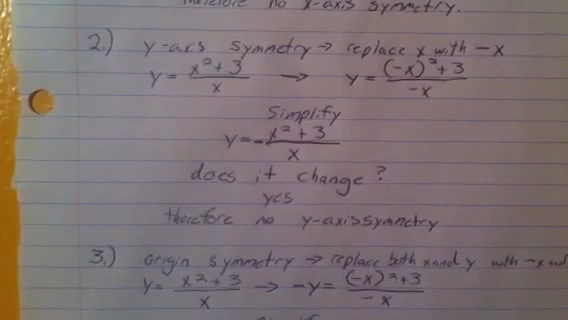 therefore no x-axis symmetry.
2.) y-axis symmetry → replace x with -x
y = x²+3 / x → y = (-x)²+3 / -x
Simplify
y = - x²+3 / x
does it change?
yes
therefore no y-axis symmetry
3.) origin symmetry → replace both x and y with -x
y = x²+3 / x → -y = (-x)²+3 / -x